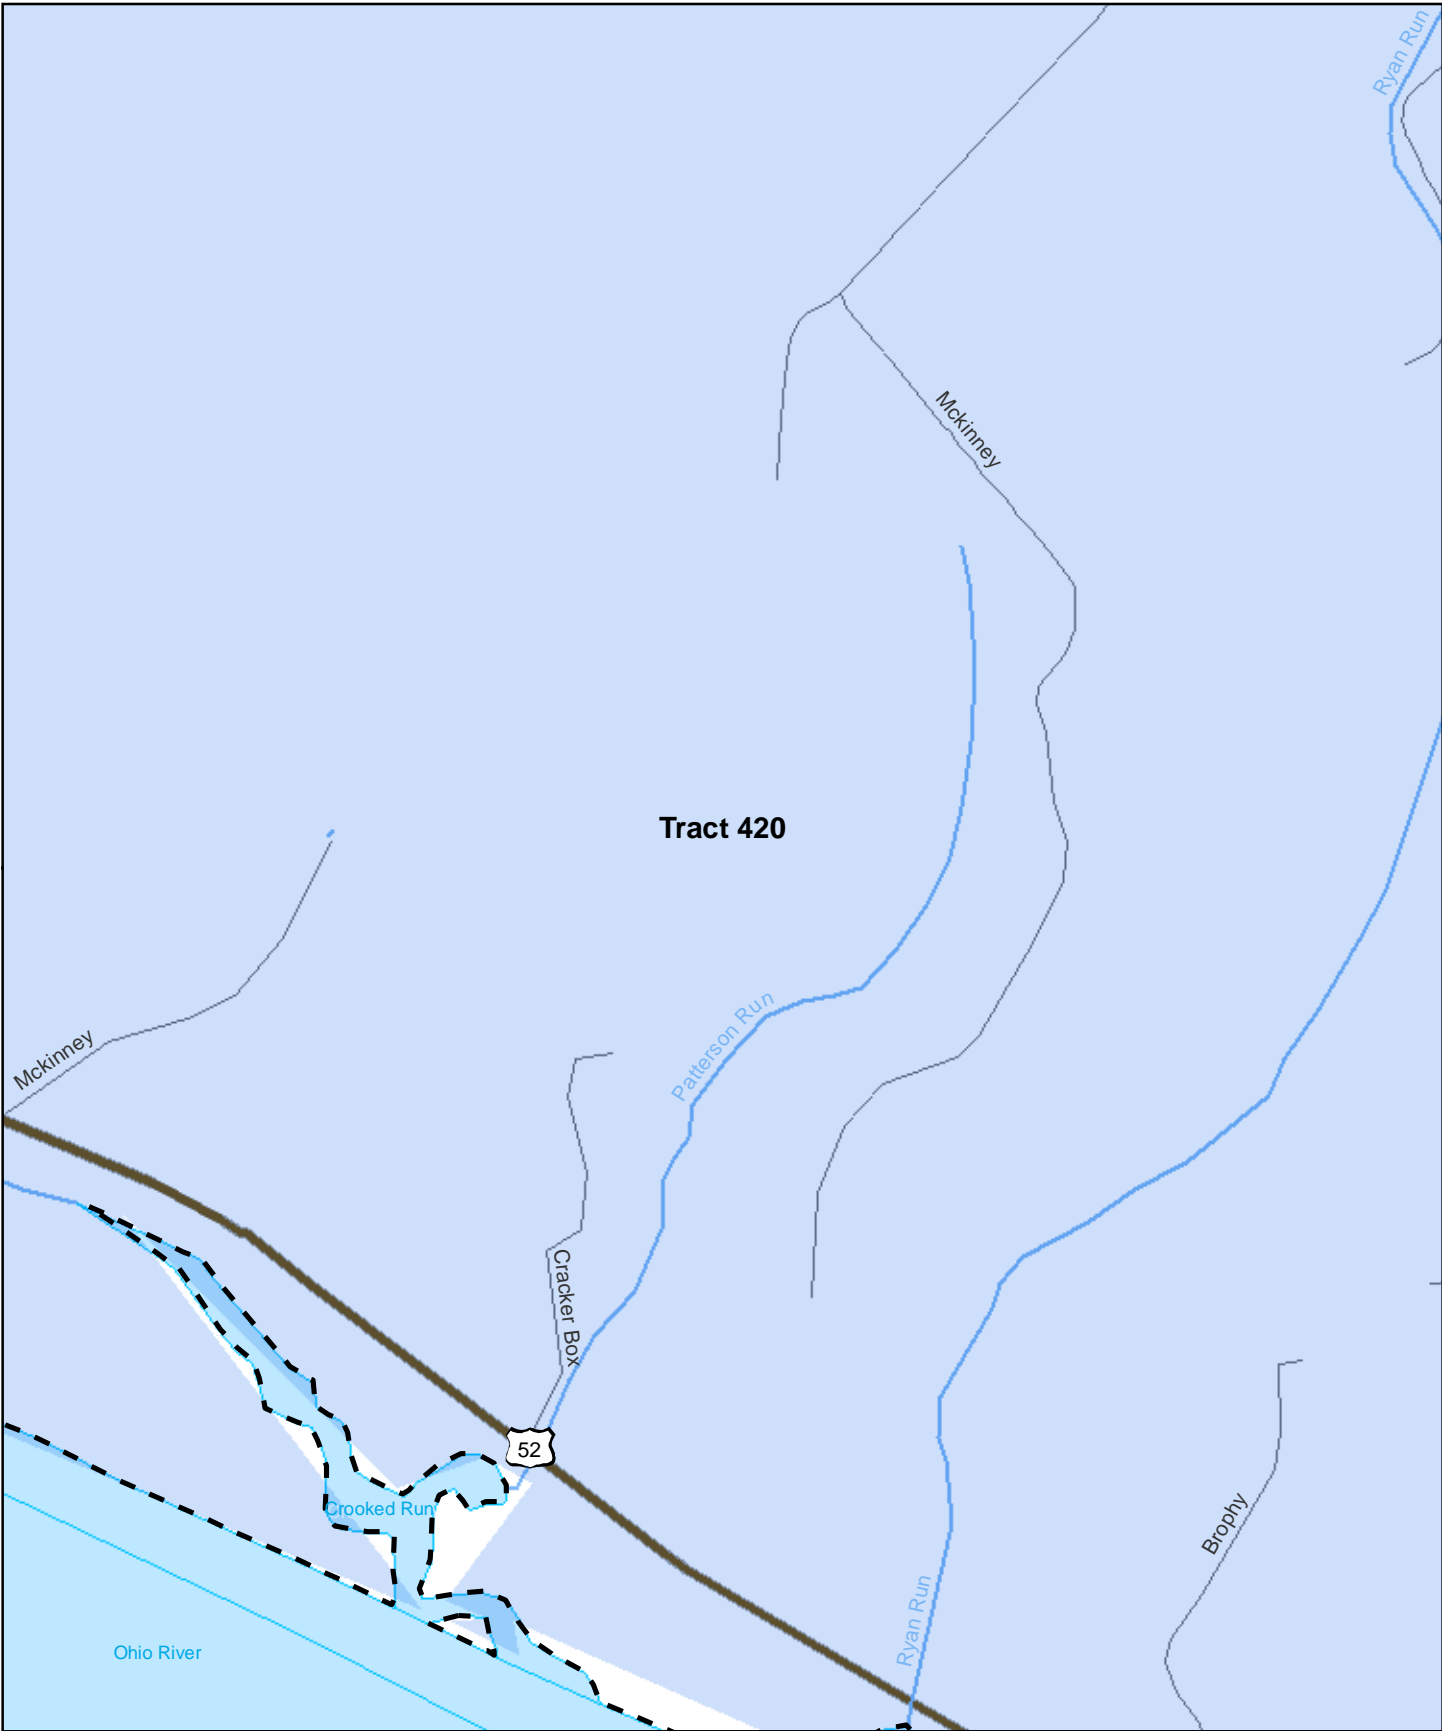 Ryan Run
Mckinney
Tract 420
Patterson Run
Mckinney
Cracker Box
52
Crooked Run
Brophy
Ryan Run
Ohio River